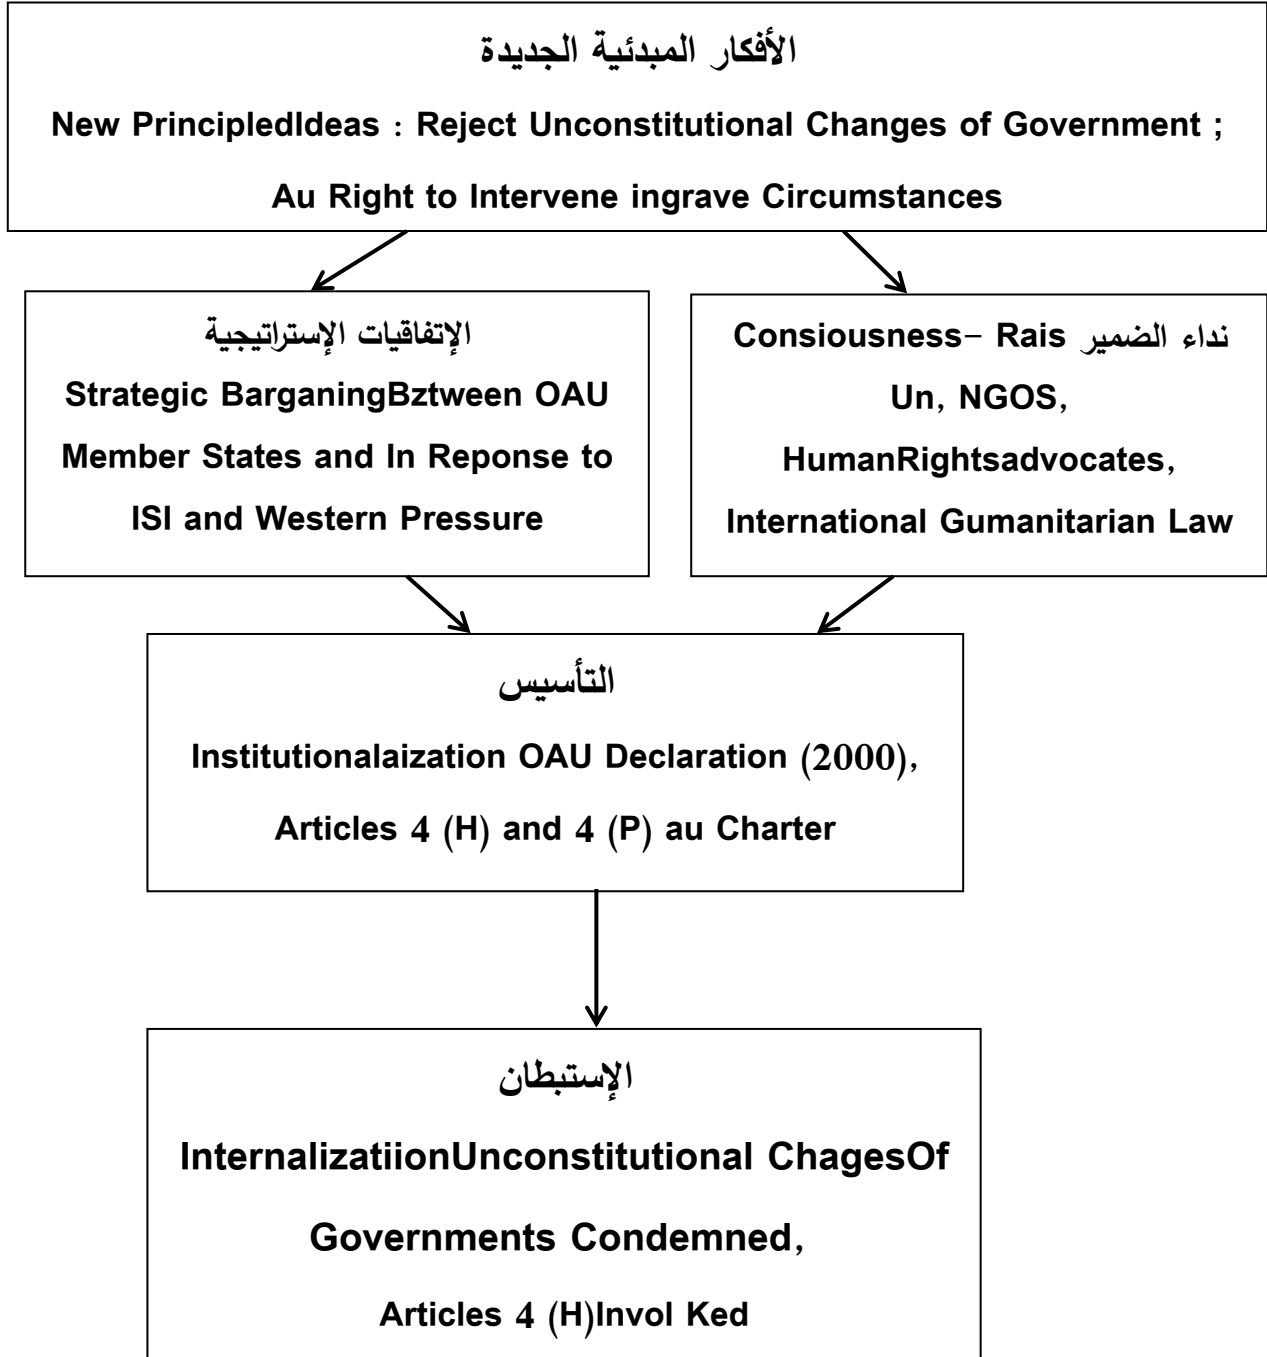 الأفكار المبدئية الجديدة
New PrincipledIdeas : Reject Unconstitutional Changes of Government ;
Au Right to Intervene ingrave Circumstances
الإتفاقيات الإستراتيجية
Strategic BarganingBztween OAU
Member States and In Reponse to
ISI and Western Pressure
Consiousness- Rais نداء الضمير
Un, NGOS,
HumanRightsadvocates,
International Gumanitarian Law
التأسيس
Institutionalaization OAU Declaration (2000),
Articles 4 (H) and 4 (P) au Charter
الإستبطان
InternalizatiionUnconstitutional ChagesOf
Governments Condemned,
Articles 4 (H)Invol Ked